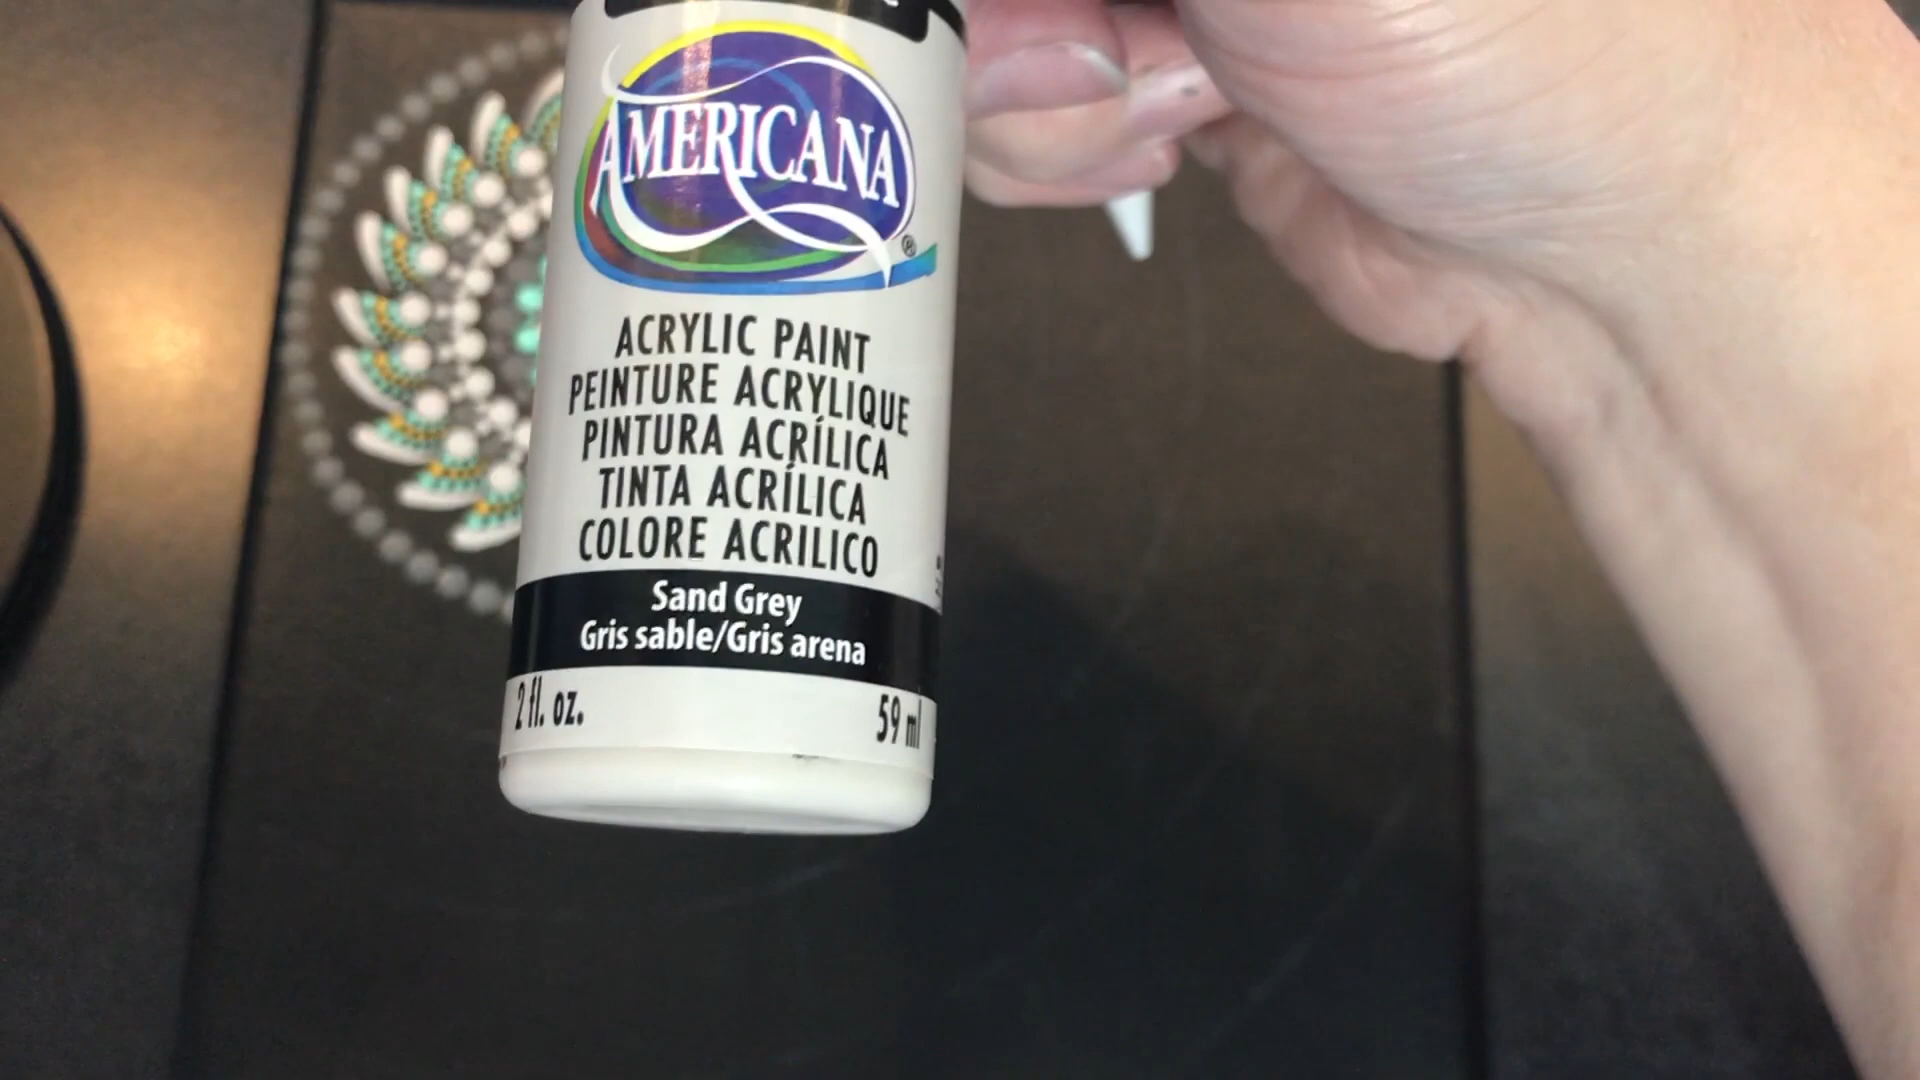 AMERICANA
®
ACRYLIC PAINT
PEINTURE ACRYLIQUE
PINTURA ACRÍLICA
TINTA ACRÍLICA
COLORE ACRILICO
Sand Grey
Gris sable/Gris arena
2 fl. oz. 59 ml